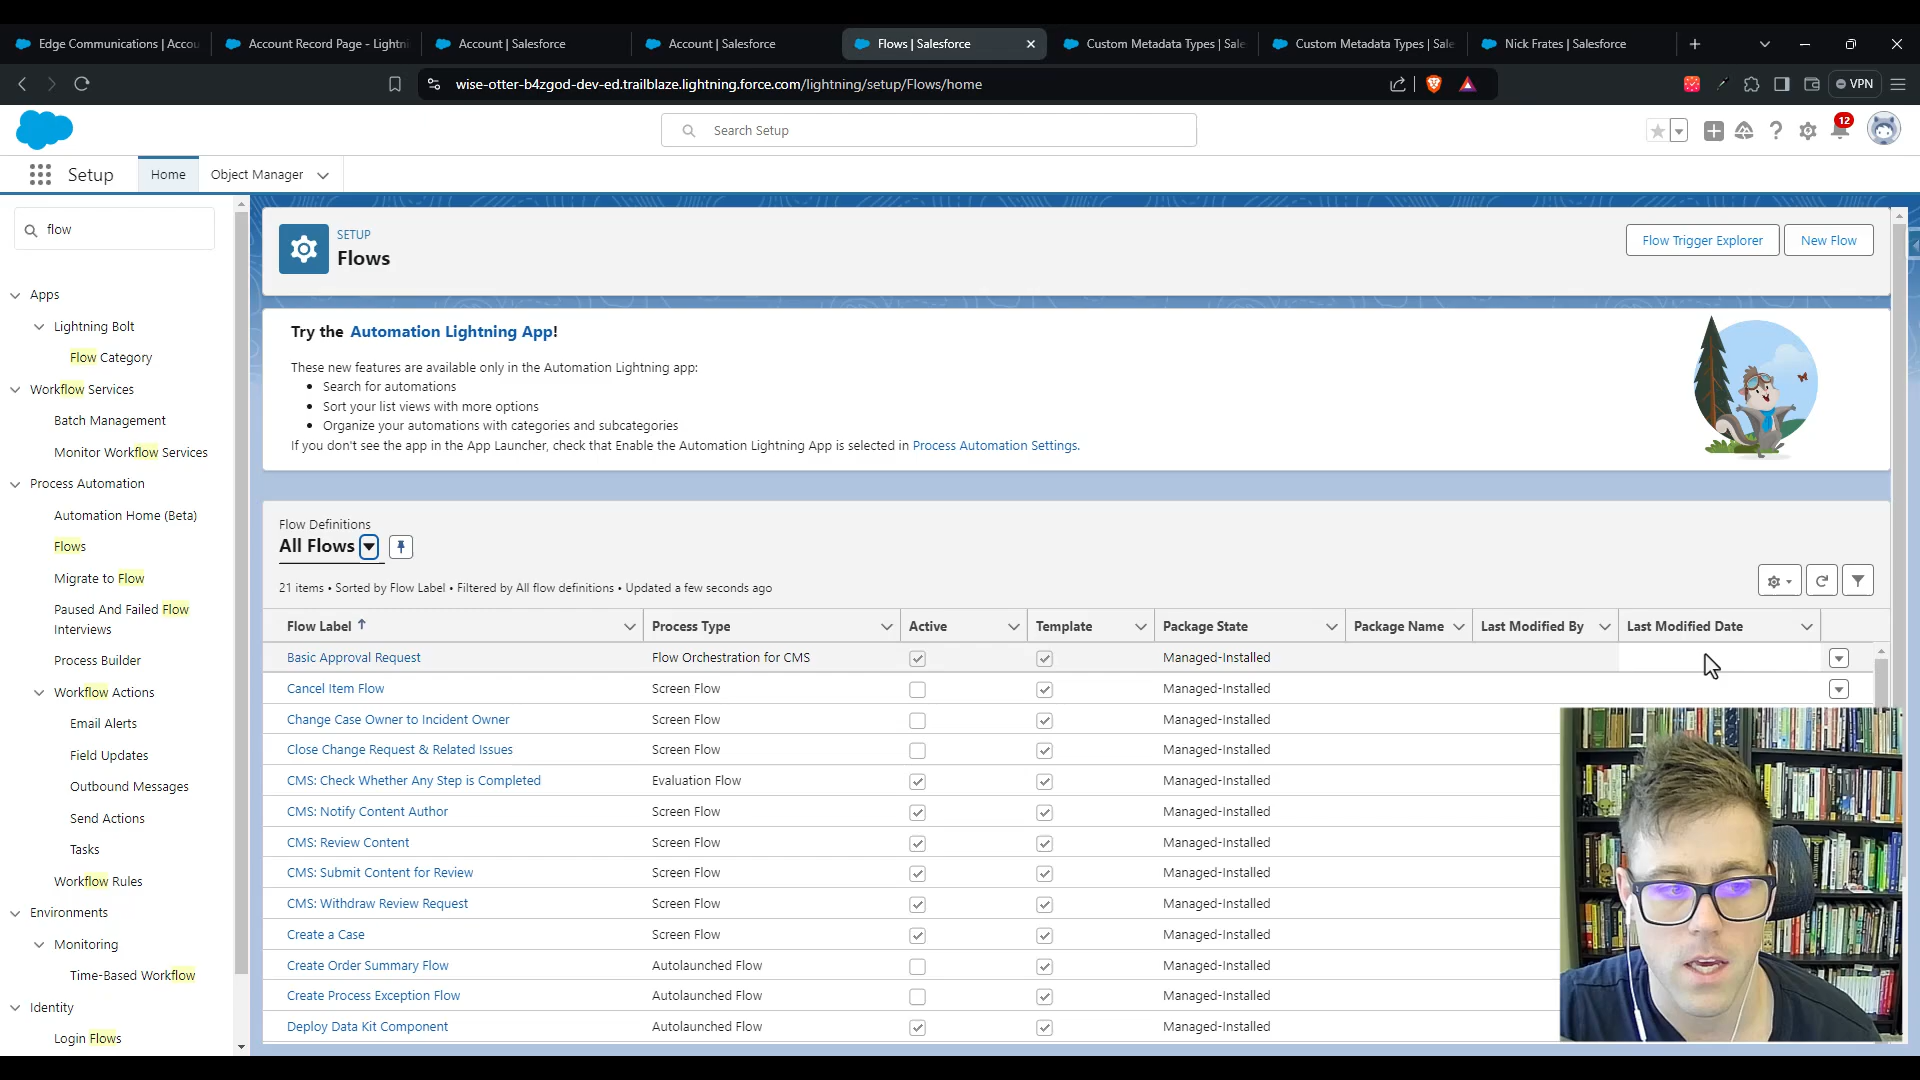 Edge Communications | Accou
Account Record Page - Lightni
Account | Salesforce
Account | Salesforce
Flows | Salesforce
Custom Metadata Types | Sale
Custom Metadata Types | Sale
Nick Frates | Salesforce
wise-otter-b4zgod-dev-ed.trailblaze.lightning.force.com/lightning/setup/Flows/home
VPN
Search Setup
12
Setup
Home
Object Manager
flow
Apps
Lightning Bolt
Flow Category
Workflow Services
Batch Management
Monitor Workflow Services
Process Automation
Automation Home (Beta)
Flows
Migrate to Flow
Paused And Failed Flow
Interviews
Process Builder
Workflow Actions
Email Alerts
Field Updates
Outbound Messages
Send Actions
Tasks
Workflow Rules
Environments
Monitoring
Time-Based Workflow
Identity
Login Flows
SETUP
Flows
Flow Trigger Explorer
New Flow
Try the Automation Lightning App!
These new features are available only in the Automation Lightning app:
• Search for automations
• Sort your list views with more options
• Organize your automations with categories and subcategories
If you don't see the app in the App Launcher, check that Enable the Automation Lightning App is selected in Process Automation Settings.
Flow Definitions
All Flows
21 items • Sorted by Flow Label • Filtered by All flow definitions • Updated a few seconds ago
Flow Label ↑ Process Type Active Template Package State Package Name Last Modified By Last Modified Date
Basic Approval Request Flow Orchestration for CMS Managed-Installed
Cancel Item Flow Screen Flow Managed-Installed
Change Case Owner to Incident Owner Screen Flow Managed-Installed
Close Change Request & Related Issues Screen Flow Managed-Installed
CMS: Check Whether Any Step is Completed Evaluation Flow Managed-Installed
CMS: Notify Content Author Screen Flow Managed-Installed
CMS: Review Content Screen Flow Managed-Installed
CMS: Submit Content for Review Screen Flow Managed-Installed
CMS: Withdraw Review Request Screen Flow Managed-Installed
Create a Case Screen Flow Managed-Installed
Create Order Summary Flow Autolaunched Flow Managed-Installed
Create Process Exception Flow Autolaunched Flow Managed-Installed
Deploy Data Kit Component Autolaunched Flow Managed-Installed